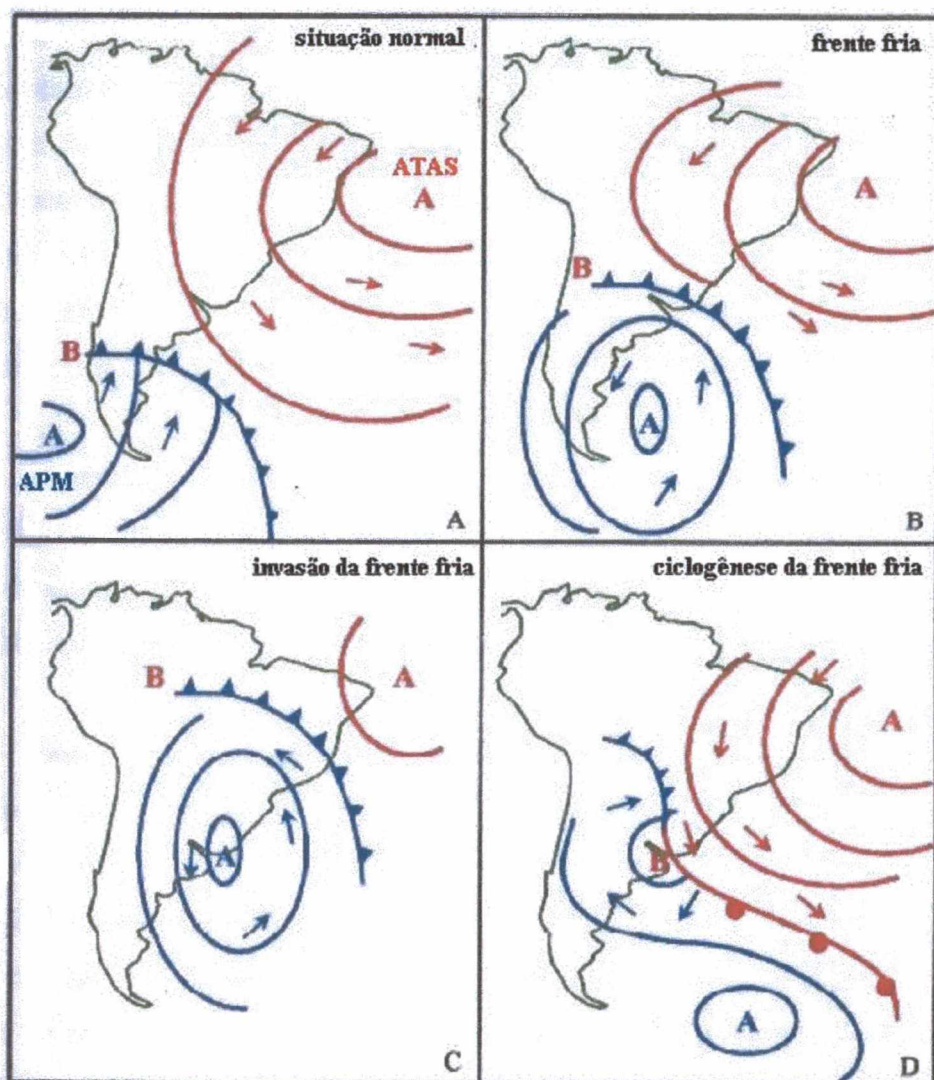 situação normal
ATAS
A
B
A
APM
A
frente fria
A
B
A
B
invasão da frente fria
B
A
A
C
ciclogênese da frente fria
A
B
A
D